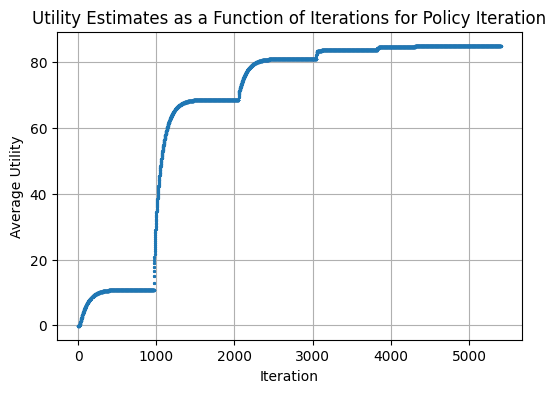 Utility Estimates as a Function of Iterations for Policy Iteration
80
60
40
20
0
Average Utility
0 1000 2000 3000 4000 5000
Iteration